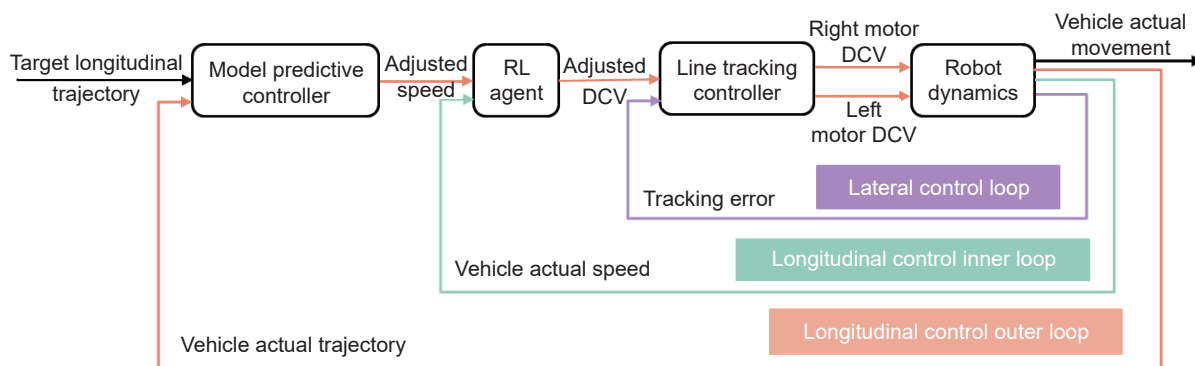 Target longitudinal
trajectory
Model predictive
controller
Adjusted
speed
RL
agent
Adjusted
DCV
Line tracking
controller
Right motor
DCV
Left
motor DCV
Robot
dynamics
Vehicle actual
movement
Tracking error
Lateral control loop
Vehicle actual speed
Longitudinal control inner loop
Vehicle actual trajectory
Longitudinal control outer loop